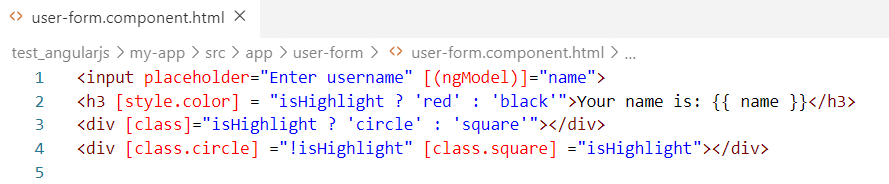 user-form.component.html
test_angularjs > my-app > src > app > user-form > user-form.component.html > ...
1 <input placeholder="Enter username" [(ngModel)]="name">
2 <h3 [style.color] = "isHighlight ? 'red' : 'black'">Your name is: {{ name }}</h3>
3 <div [class]="isHighlight ? 'circle' : 'square'"></div>
4 <div [class.circle] ="!isHighlight" [class.square] ="isHighlight"></div>
5